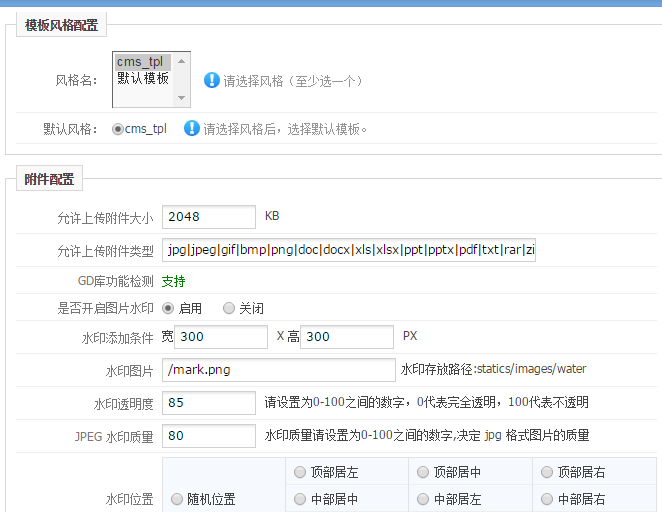 模板风格配置
cms_tpl
风格名： 默认模板 请选择风格（至少选一个）
默认风格： cms_tpl 请选择风格后，选择默认模板。
附件配置
允许上传附件大小 2048 KB
允许上传附件类型 jpg|jpeg|gif|bmp|png|doc|docx|xls|xlsx|ppt|pptx|pdf|txt|rar|zi
GD库功能检测 支持
是否开启图片水印 启用 关闭
水印添加条件 宽 300 X 高 300 PX
水印图片 /mark.png 水印存放路径:statics/images/water
水印透明度 85 请设置为0-100之间的数字，0代表完全透明，100代表不透明
JPEG 水印质量 80 水印质量请设置为0-100之间的数字,决定 jpg 格式图片的质量
顶部居左 顶部居中 顶部居右
水印位置 随机位置 中部居中 中部居左 中部居右